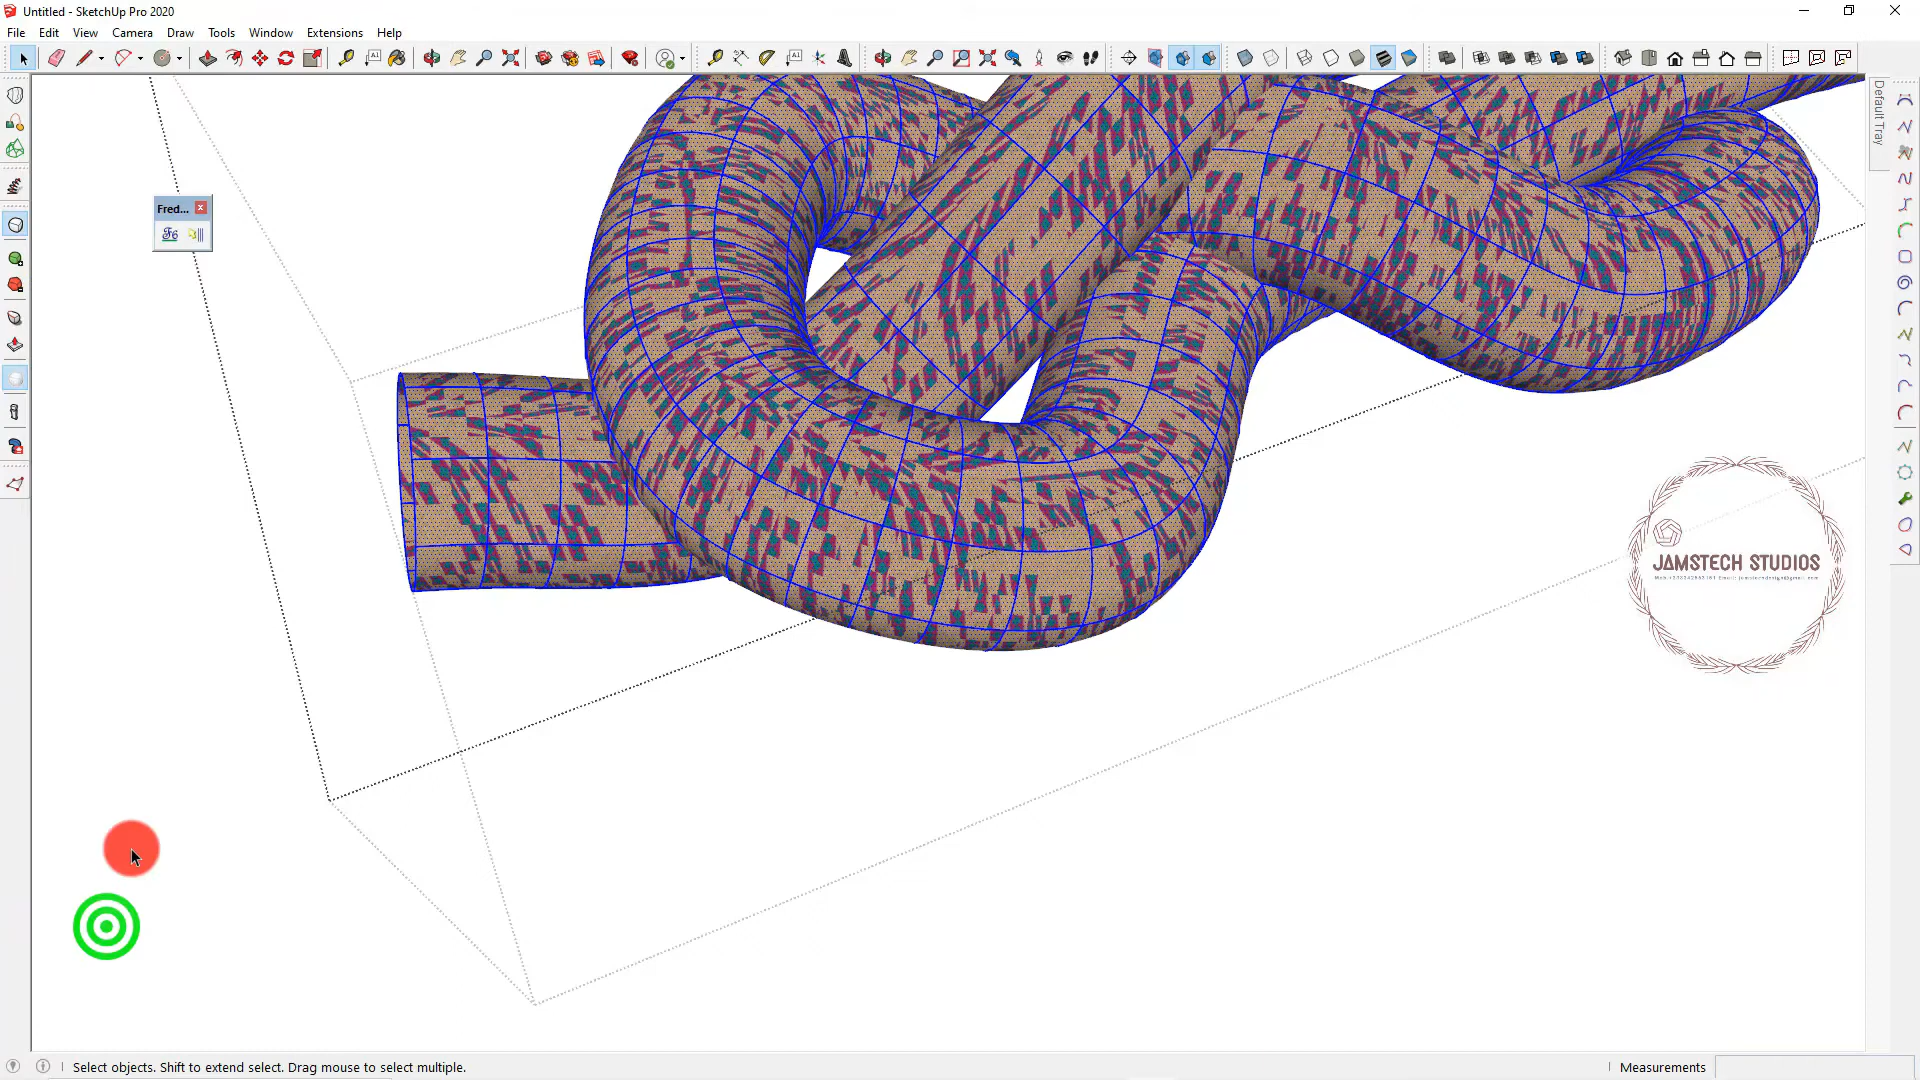 Untitled - SketchUp Pro 2020
File Edit View Camera Draw Tools Window Extensions Help
Default Tray
Fred...
JAMSTECH STUDIOS
Select objects. Shift to extend select. Drag mouse to select multiple.
Measurements